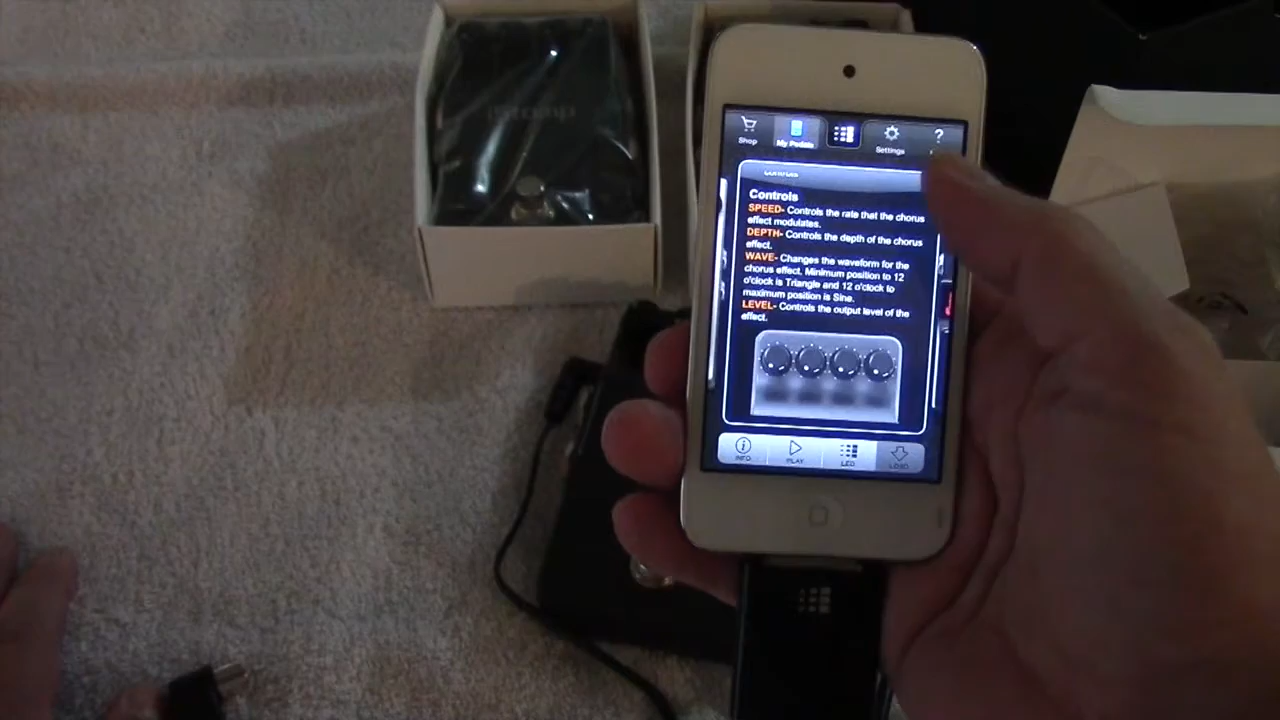 Shop
My Pedals
Settings
?
Controls
Controls
SPEED- Controls the rate that the chorus
effect modulates.
DEPTH- Controls the depth of the chorus
effect.
WAVE- Changes the waveform for the
chorus effect, Minimum position to 12
o'clock is Triangle and 12 o'clock to
maximum position is Sine.
LEVEL- Controls the output level of the
effect.
INFO
PLAY
LED
LOAD